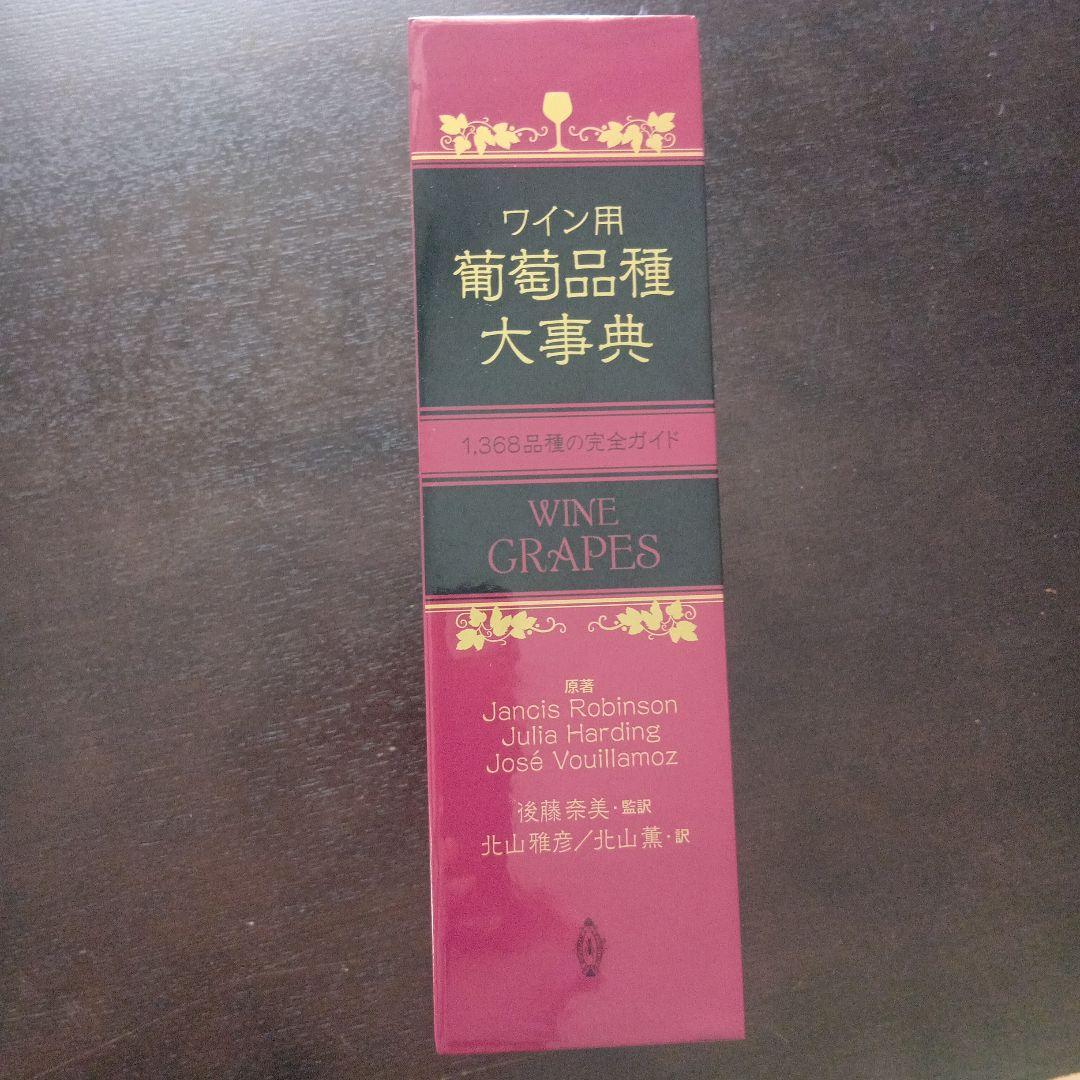 ワイン用
葡萄品種
大事典
1,368品種の完全ガイド
WINE
GRAPES
原著
Jancis Robinson
Julia Harding
José Vouillamoz
後藤奈美・監訳
北山雅彦／北山薫・訳